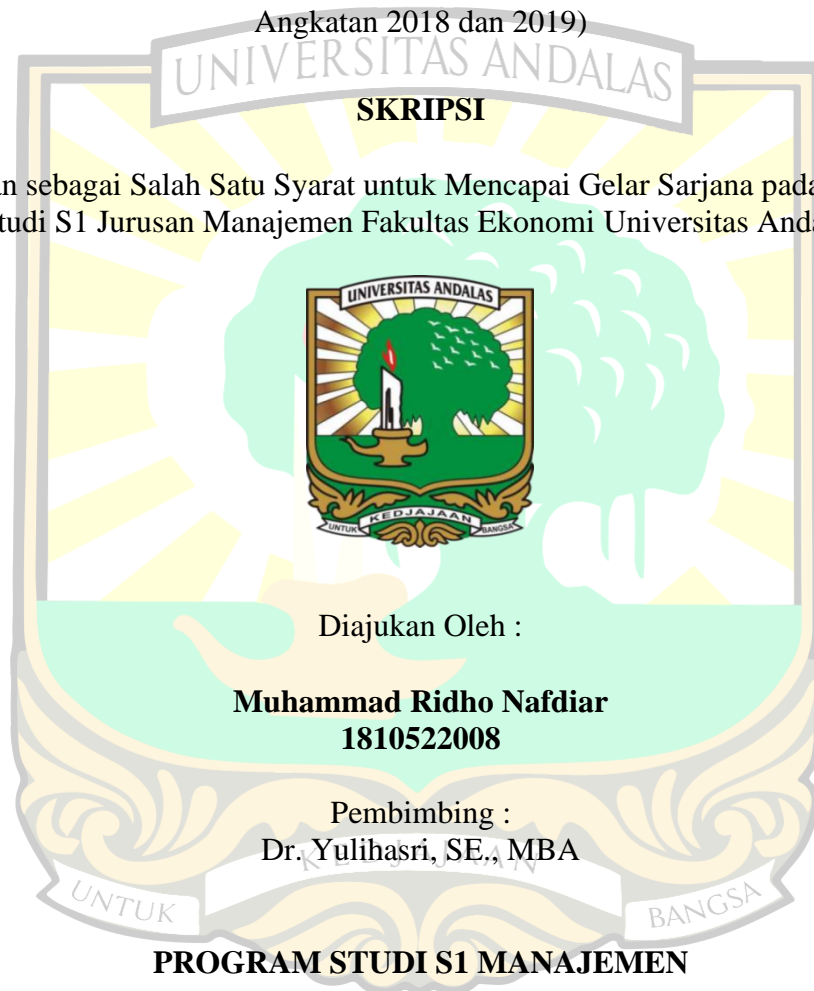 Angkatan 2018 dan 2019)
UNIVERSITAS ANDALAS
SKRIPSI
sebagai Salah Satu Syarat untuk Mencapai Gelar Sarjana pada
S1 Jurusan Manajemen Fakultas Ekonomi Universitas
UNIVERSITAS ANDALAS
UNTUK KEDJAJAAN BANGSA
Diajukan Oleh :
Muhammad Ridho Nafdiar
1810522008
Pembimbing :
Dr. Yulihasri, SE., MBA
KEDJAJAAN
UNTUK BANGSA
PROGRAM STUDI S1 MANAJEMEN